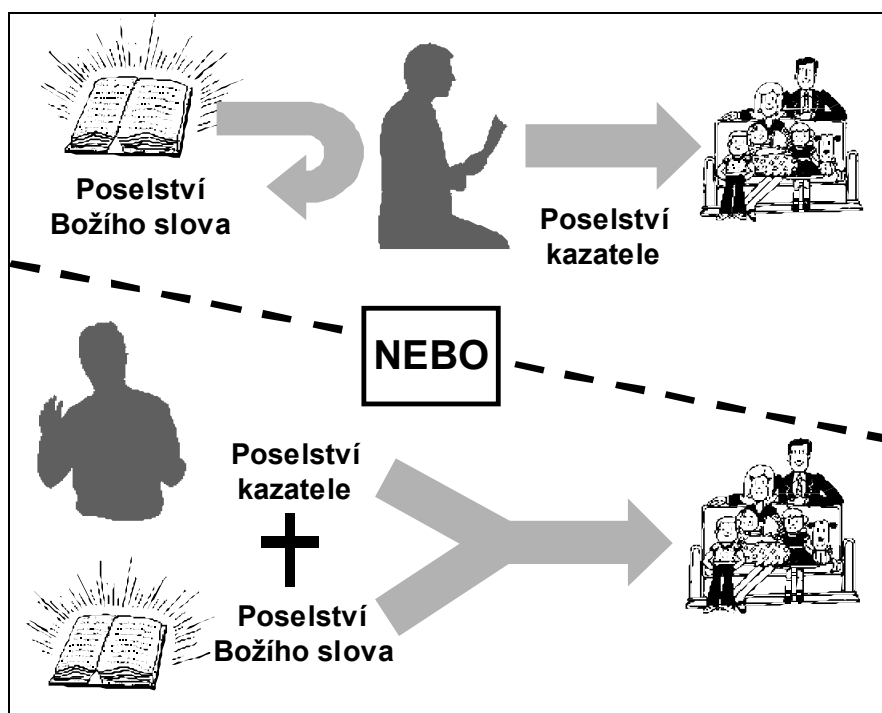 Poselství
Božího slova
Poselství
kazatele
NEBO
Poselství
kazatele
Poselství
Božího slova